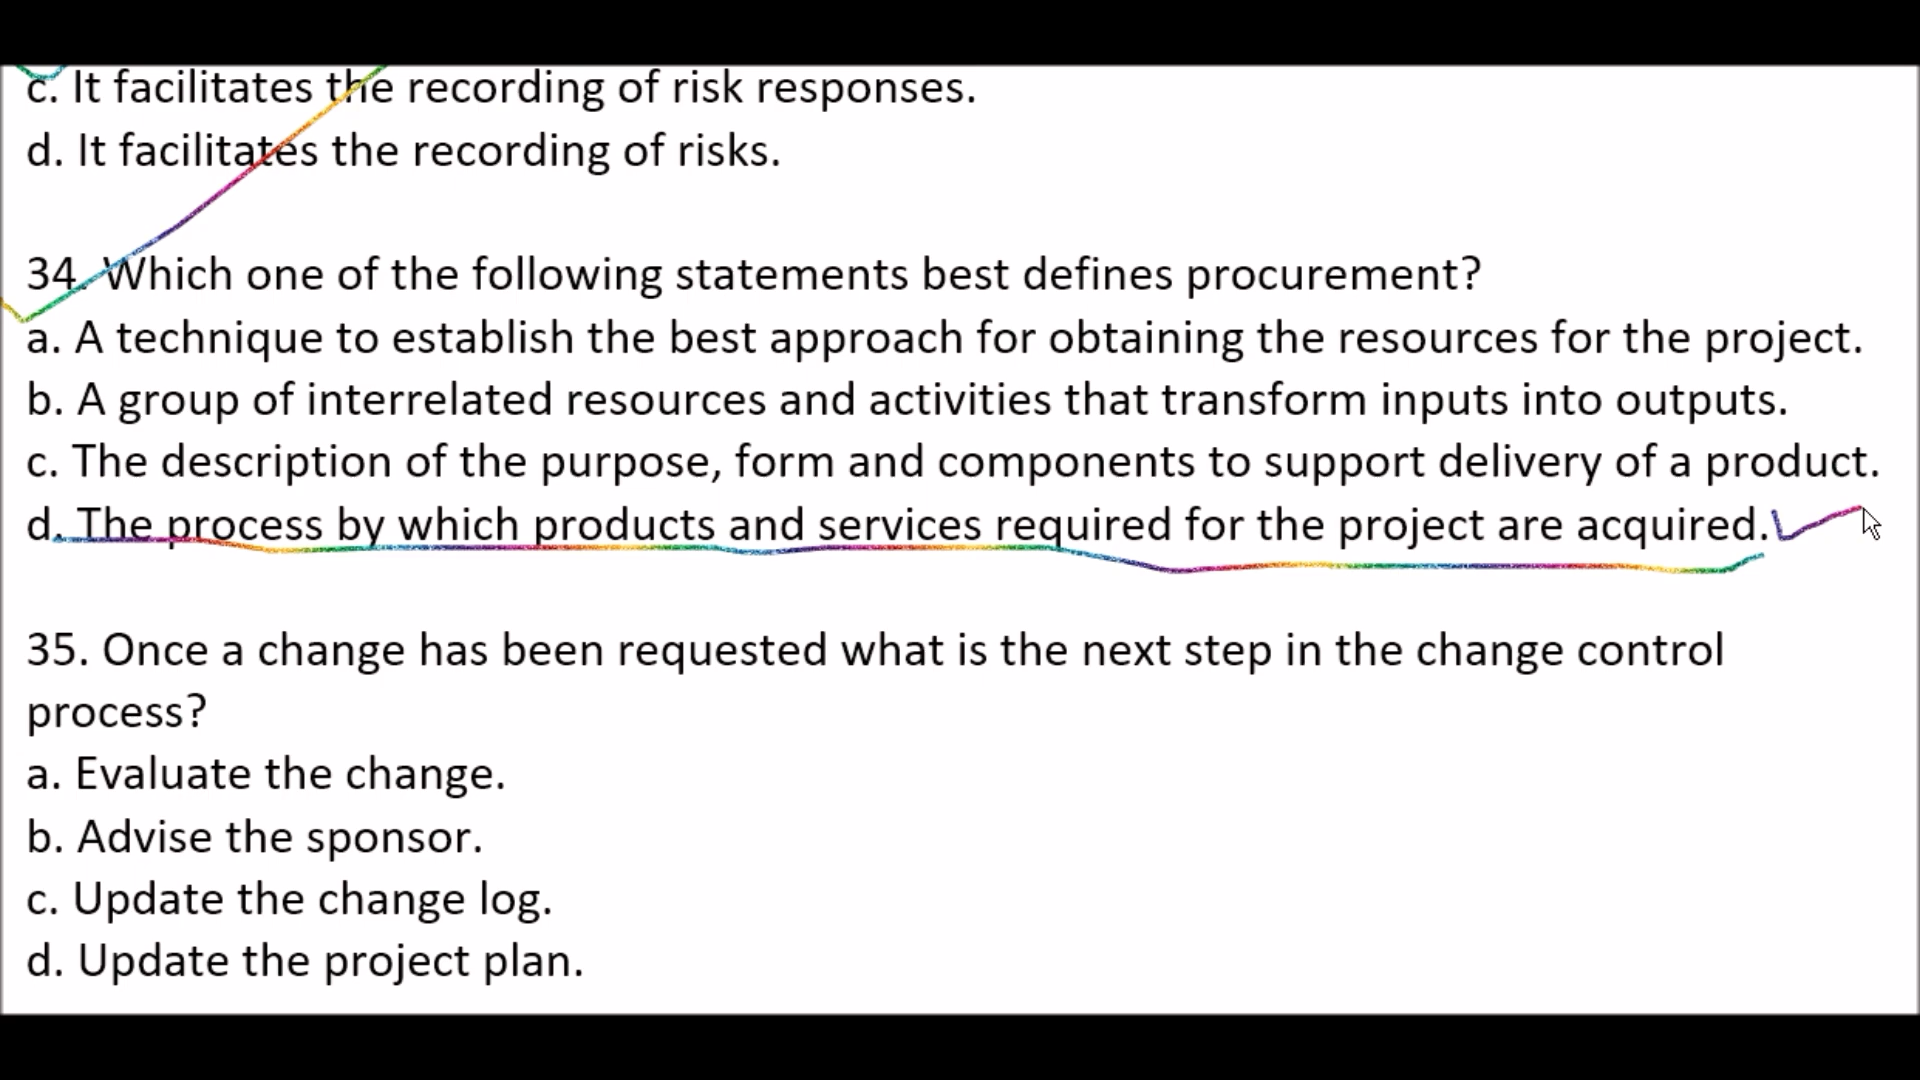 c. It facilitates the recording of risk responses.
d. It facilitates the recording of risks.
34. Which one of the following statements best defines procurement?
a. A technique to establish the best approach for obtaining the resources for the project.
b. A group of interrelated resources and activities that transform inputs into outputs.
c. The description of the purpose, form and components to support delivery of a product.
d. The process by which products and services required for the project are acquired.
35. Once a change has been requested what is the next step in the change control
process?
a. Evaluate the change.
b. Advise the sponsor.
c. Update the change log.
d. Update the project plan.